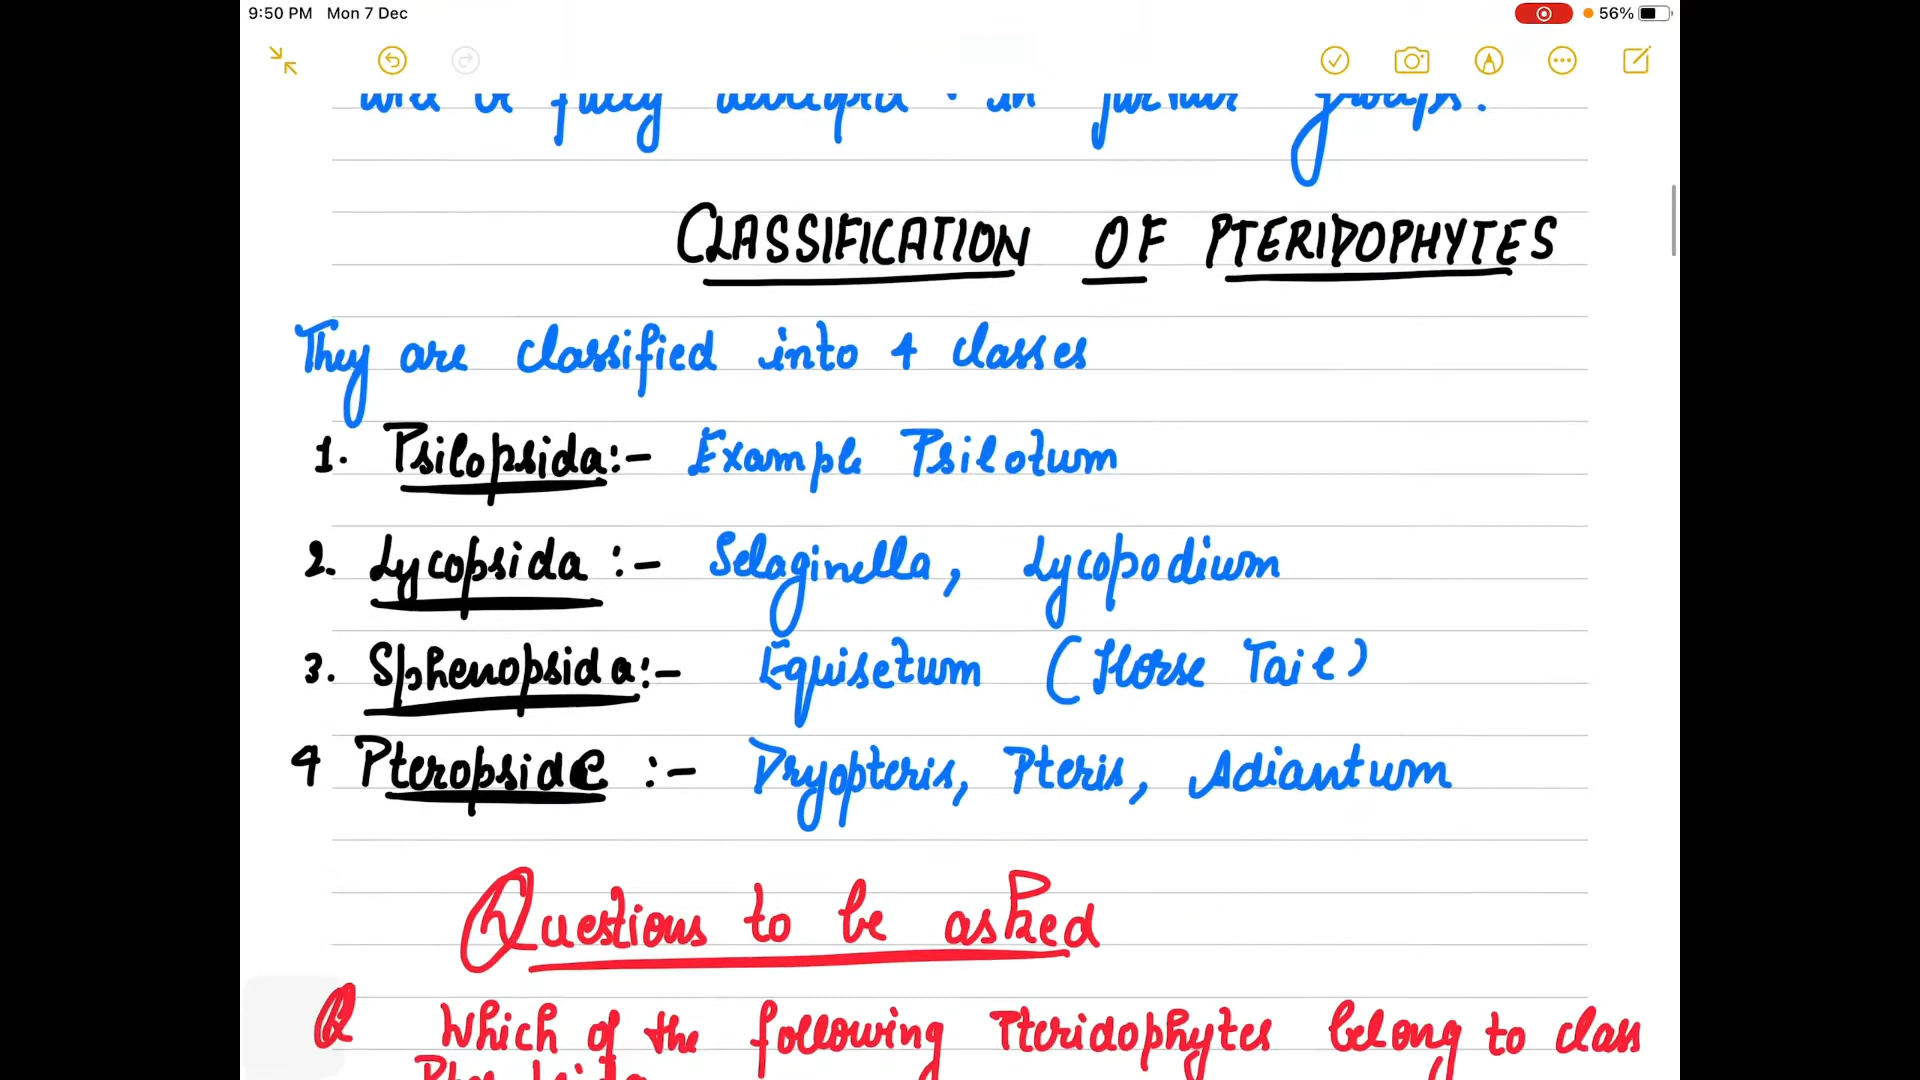 9:50 PM Mon 7 Dec 56%
CLASSIFICATION OF PTERIDOPHYTES
They are classified into 4 classes
1. Psilopsida:- Example Psilotum
2. Lycopsida :- Selaginella, Lycopodium
3. Sphenopsida:- Equisetum (Horse Tail)
4 Pteropside :- Dryopteris, Pteris, Adiantum
Questions to be asked
Q Which of the following Pteridophytes belong to class